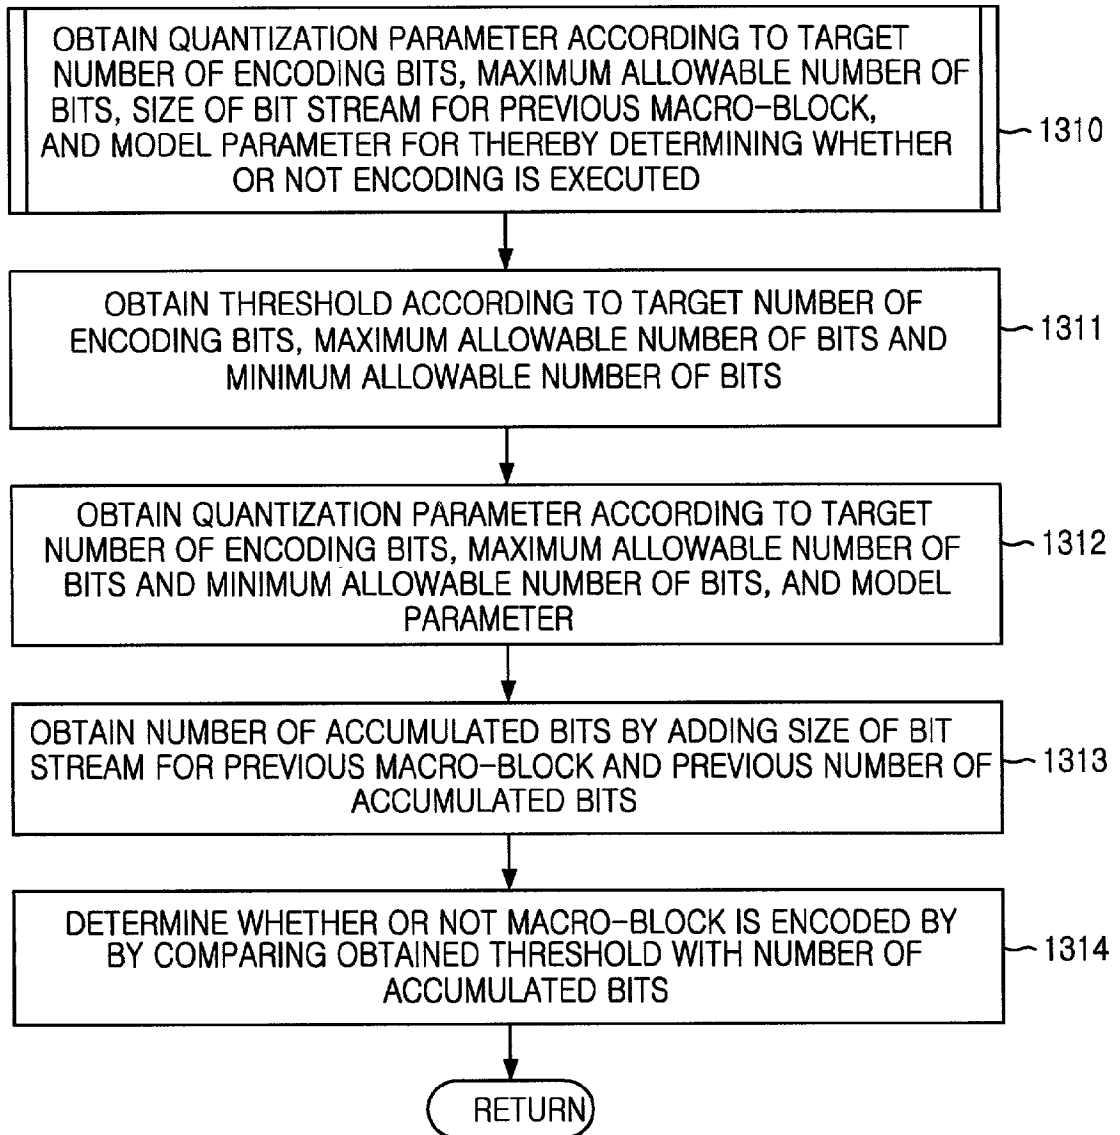 OBTAIN QUANTIZATION PARAMETER ACCORDING TO TARGET
NUMBER OF ENCODING BITS, MAXIMUM ALLOWABLE NUMBER OF
BITS, SIZE OF BIT STREAM FOR PREVIOUS MACRO-BLOCK,
AND MODEL PARAMETER FOR THEREBY DETERMINING WHETHER
OR NOT ENCODING IS EXECUTED
1310
OBTAIN THRESHOLD ACCORDING TO TARGET NUMBER OF
ENCODING BITS, MAXIMUM ALLOWABLE NUMBER OF BITS AND
MINIMUM ALLOWABLE NUMBER OF BITS
1311
OBTAIN QUANTIZATION PARAMETER ACCORDING TO TARGET
NUMBER OF ENCODING BITS, MAXIMUM ALLOWABLE NUMBER OF
BITS AND MINIMUM ALLOWABLE NUMBER OF BITS, AND MODEL
PARAMETER
1312
OBTAIN NUMBER OF ACCUMULATED BITS BY ADDING SIZE OF BIT
STREAM FOR PREVIOUS MACRO-BLOCK AND PREVIOUS NUMBER OF
ACCUMULATED BITS
1313
DETERMINE WHETHER OR NOT MACRO-BLOCK IS ENCODED BY
BY COMPARING OBTAINED THRESHOLD WITH NUMBER OF
ACCUMULATED BITS
1314
RETURN